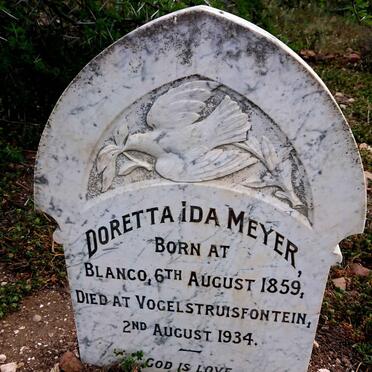 DORETTA IDA MEYER,
BORN AT
BLANCO, 6TH AUGUST 1859,
DIED AT VOGELSTRUISFONTEIN,
2ND AUGUST 1934.
GOD IS LOVE